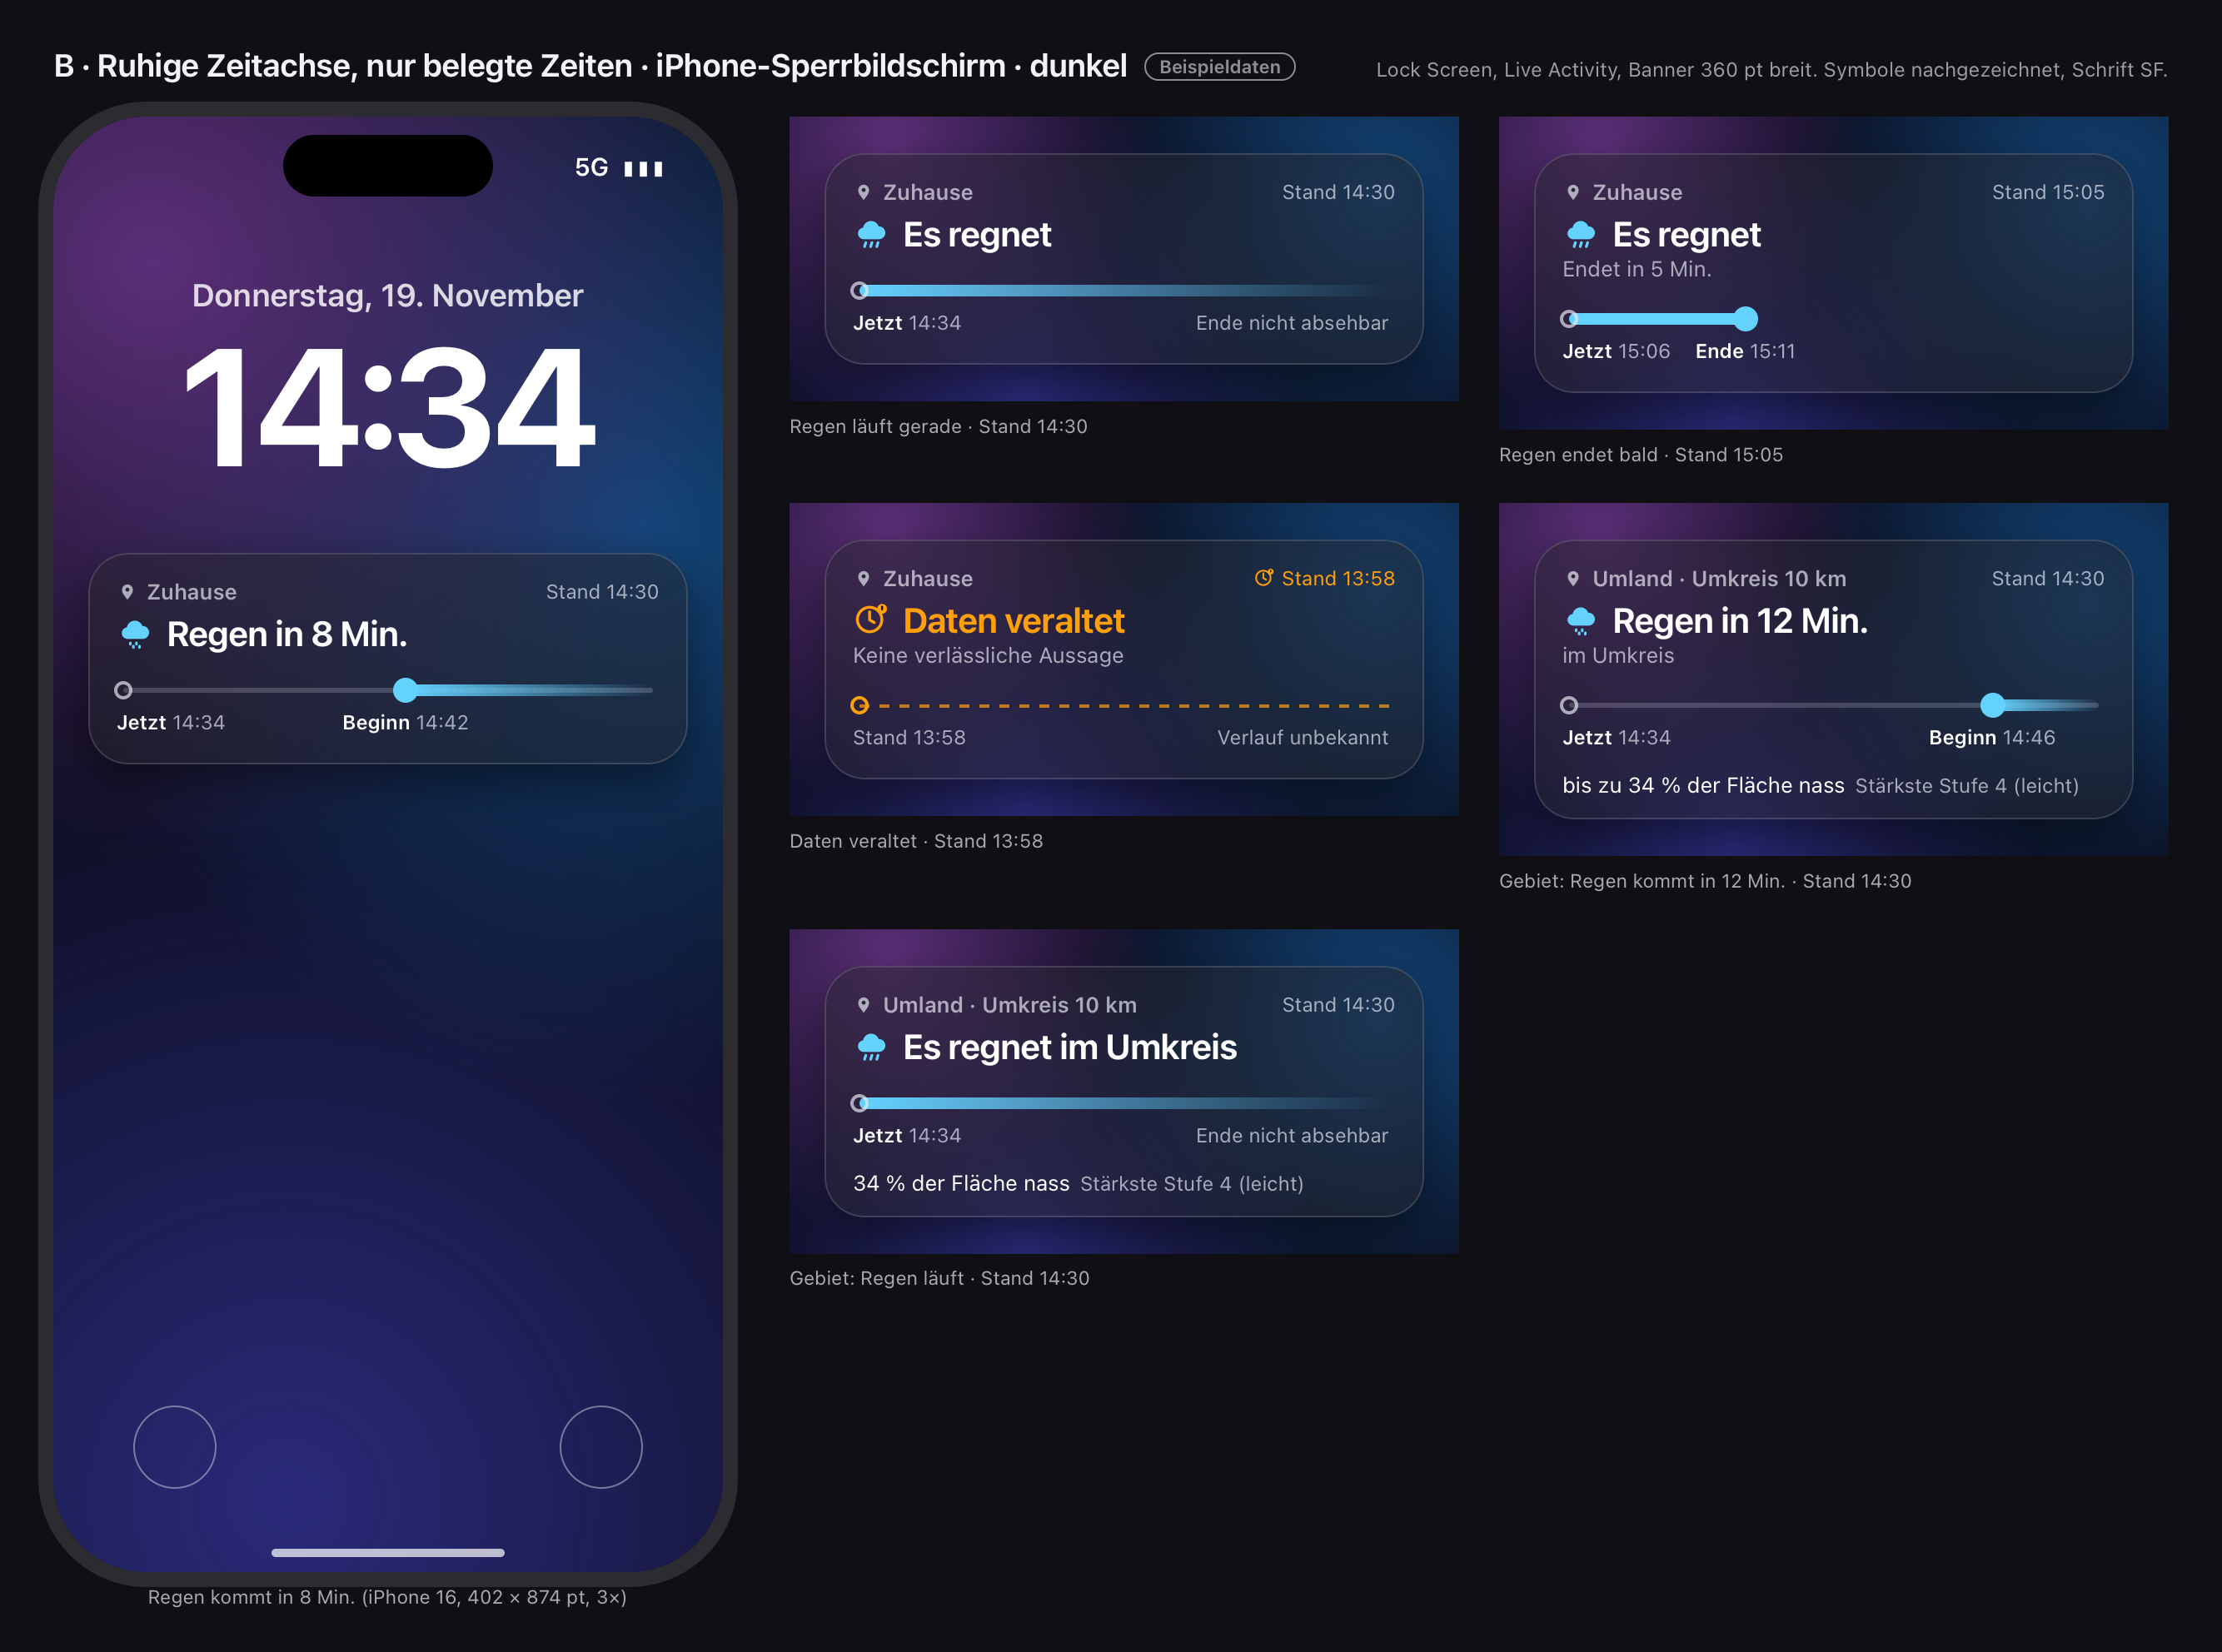 B · Ruhige Zeitachse, nur belegte Zeiten · iPhone-Sperrbildschirm · dunkel
Beispieldaten
Lock Screen, Live Activity, Banner 360 pt breit. Symbole nachgezeichnet, Schrift SF.
5G
Donnerstag, 19. November
14:34
Zuhause
Stand 14:30
Regen in 8 Min.
Jetzt 14:34
Beginn 14:42
Regen kommt in 8 Min. (iPhone 16, 402 × 874 pt, 3×)
Zuhause
Stand 14:30
Es regnet
Jetzt 14:34
Ende nicht absehbar
Regen läuft gerade · Stand 14:30
Zuhause
Stand 15:05
Es regnet
Endet in 5 Min.
Jetzt 15:06
Ende 15:11
Regen endet bald · Stand 15:05
Zuhause
Stand 13:58
Daten veraltet
Keine verlässliche Aussage
Stand 13:58
Verlauf unbekannt
Daten veraltet · Stand 13:58
Umland · Umkreis 10 km
Stand 14:30
Regen in 12 Min.
im Umkreis
Jetzt 14:34
Beginn 14:46
bis zu 34 % der Fläche nass Stärkste Stufe 4 (leicht)
Gebiet: Regen kommt in 12 Min. · Stand 14:30
Umland · Umkreis 10 km
Stand 14:30
Es regnet im Umkreis
Jetzt 14:34
Ende nicht absehbar
34 % der Fläche nass Stärkste Stufe 4 (leicht)
Gebiet: Regen läuft · Stand 14:30